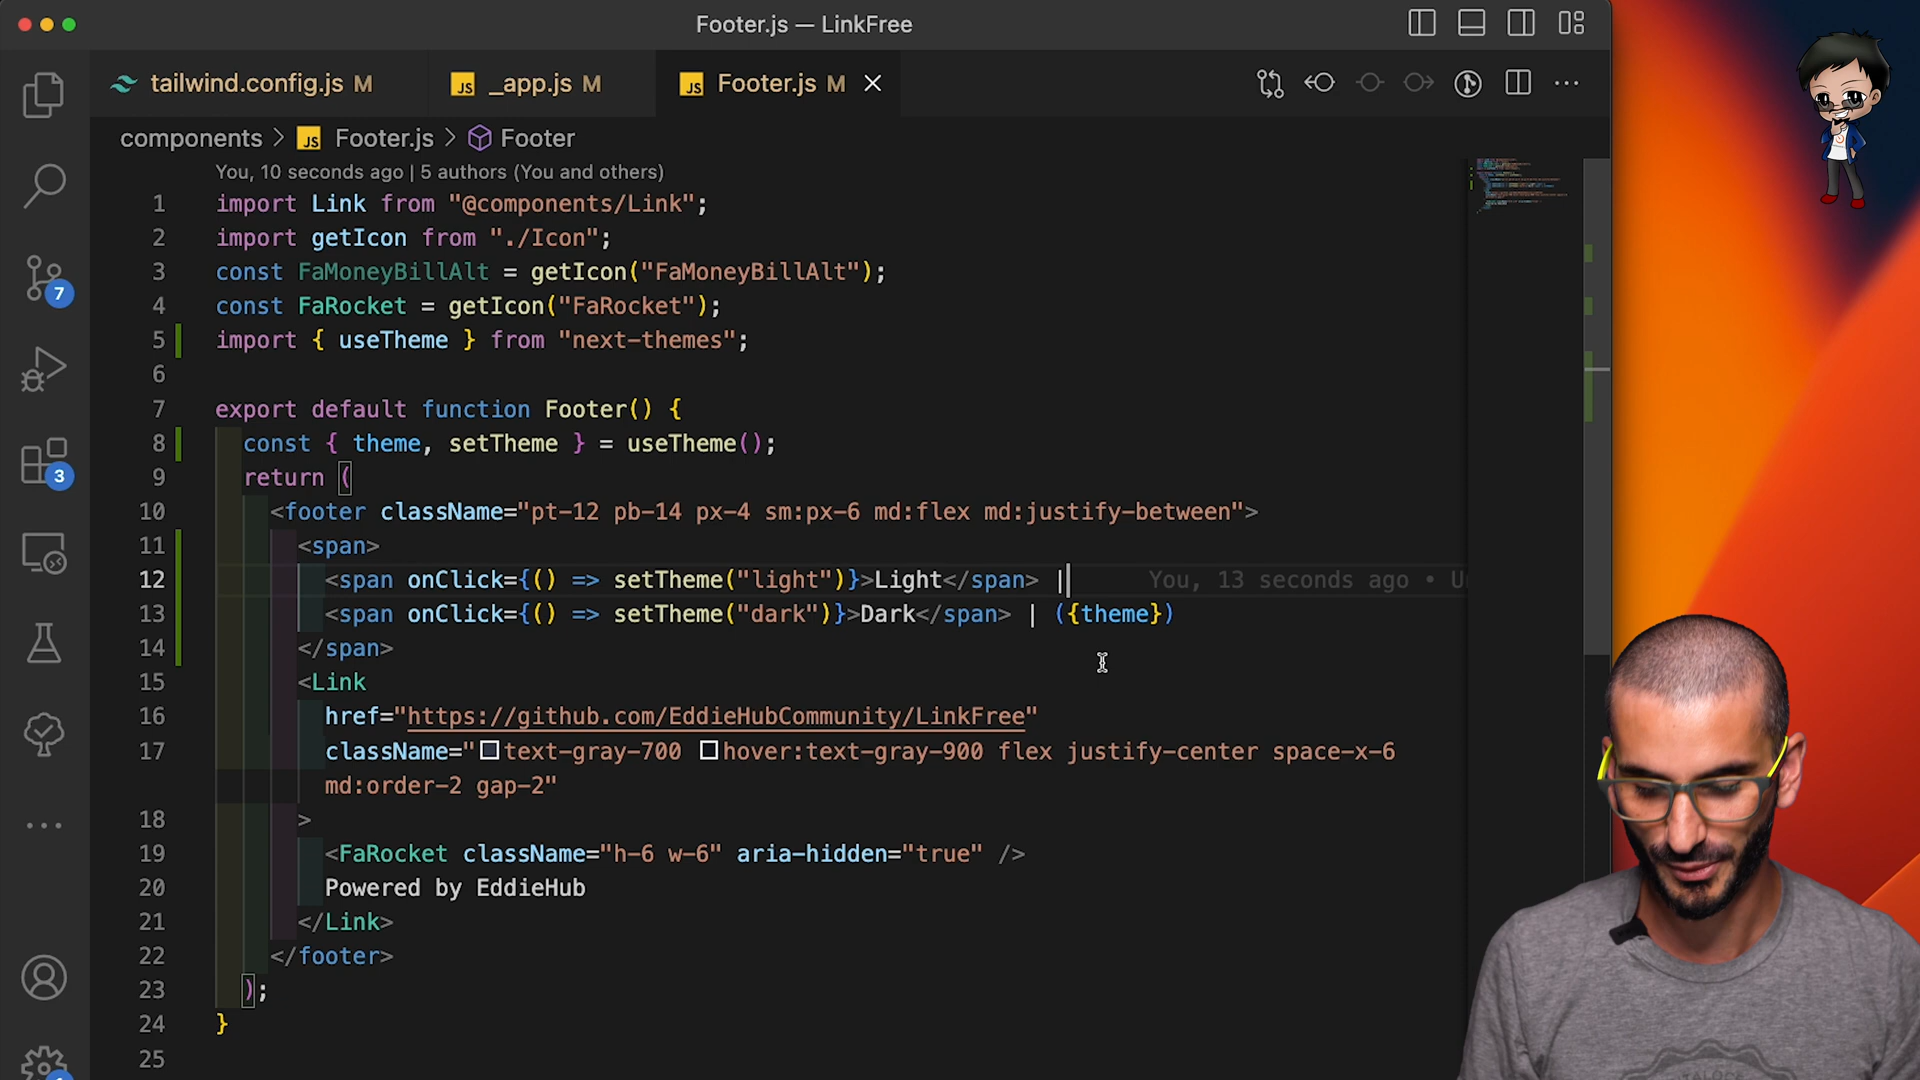 Footer.js — LinkFree
tailwind.config.js M
JS _app.js M
JS Footer.js M
components > JS Footer.js > Footer
You, 10 seconds ago | 5 authors (You and others)
1 import Link from "@components/Link";
2 import getIcon from "./Icon";
3 const FaMoneyBillAlt = getIcon("FaMoneyBillAlt");
4 const FaRocket = getIcon("FaRocket");
5 import { useTheme } from "next-themes";
6
7 export default function Footer() {
8 const { theme, setTheme } = useTheme();
9 return (
10 <footer className="pt-12 pb-14 px-4 sm:px-6 md:flex md:justify-between">
11 <span>
12 <span onClick={() => setTheme("light")}>Light</span> | You, 13 seconds ago •
13 <span onClick={() => setTheme("dark")}>Dark</span> | ({theme})
14 </span>
15 <Link
16 href="https://github.com/EddieHubCommunity/LinkFree"
17 className="text-gray-700 hover:text-gray-900 flex justify-center space-x-6
md:order-2 gap-2"
18 >
19 <FaRocket className="h-6 w-6" aria-hidden="true" />
20 Powered by EddieHub
21 </Link>
22 </footer>
23 );
24 }
25
7
3